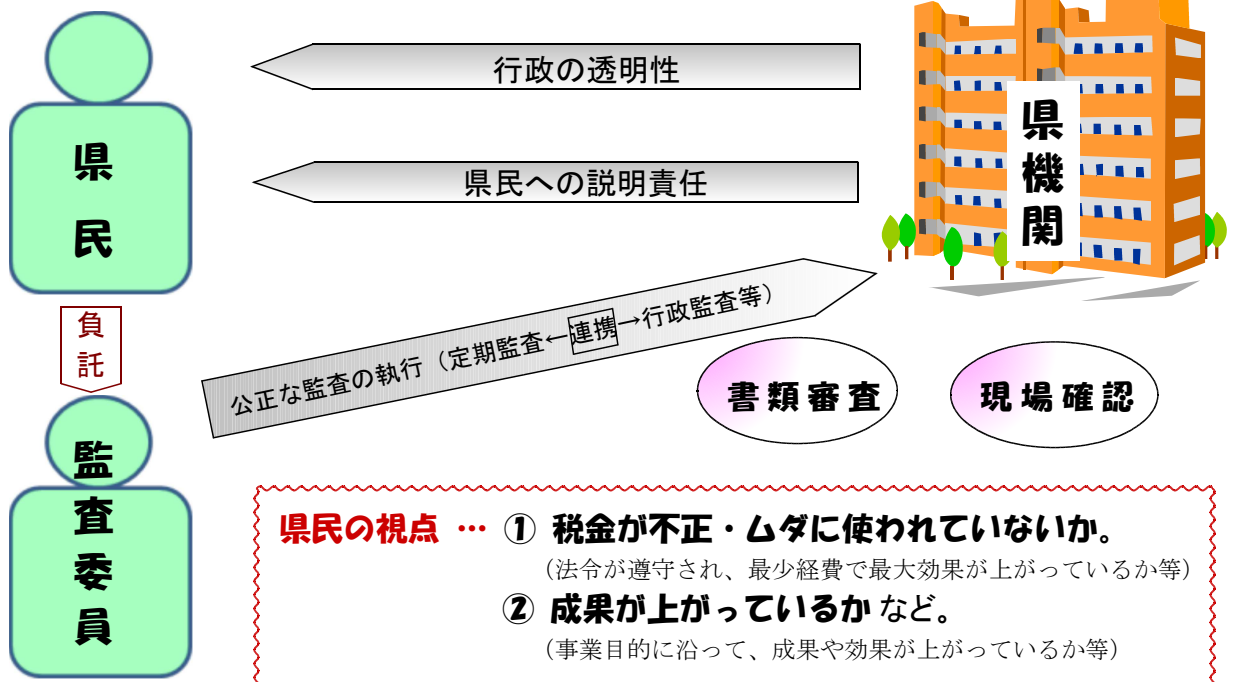 行政の透明性
県民への説明責任
県民
県機関
負託
公正な監査の執行（定期監査←連携→行政監査等）
書類審査
現場確認
監査委員
県民の視点 … ① 税金が不正・ムダに使われていないか。
（法令が遵守され、最少経費で最大効果が上がっているか等）
② 成果が上がっているか など。
（事業目的に沿って、成果や効果が上がっているか等）